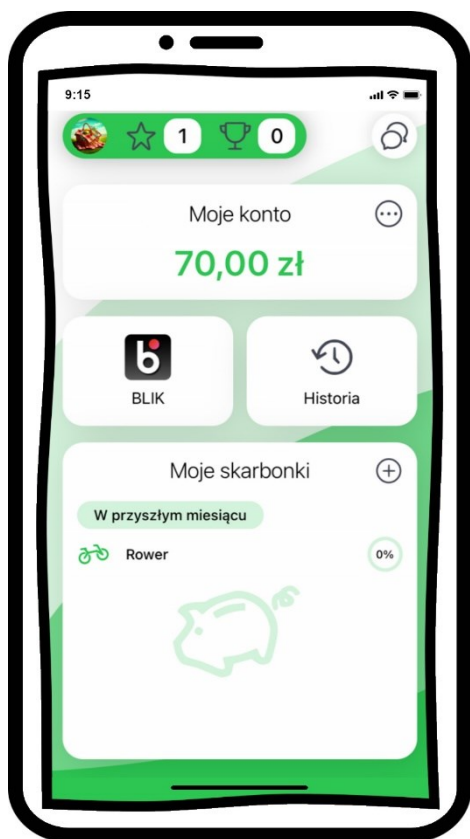 9:15
1 0
Moje konto
70,00 zł
b
BLIK Historia
Moje skarbonki
W przyszłym miesiącu
Rower 0%